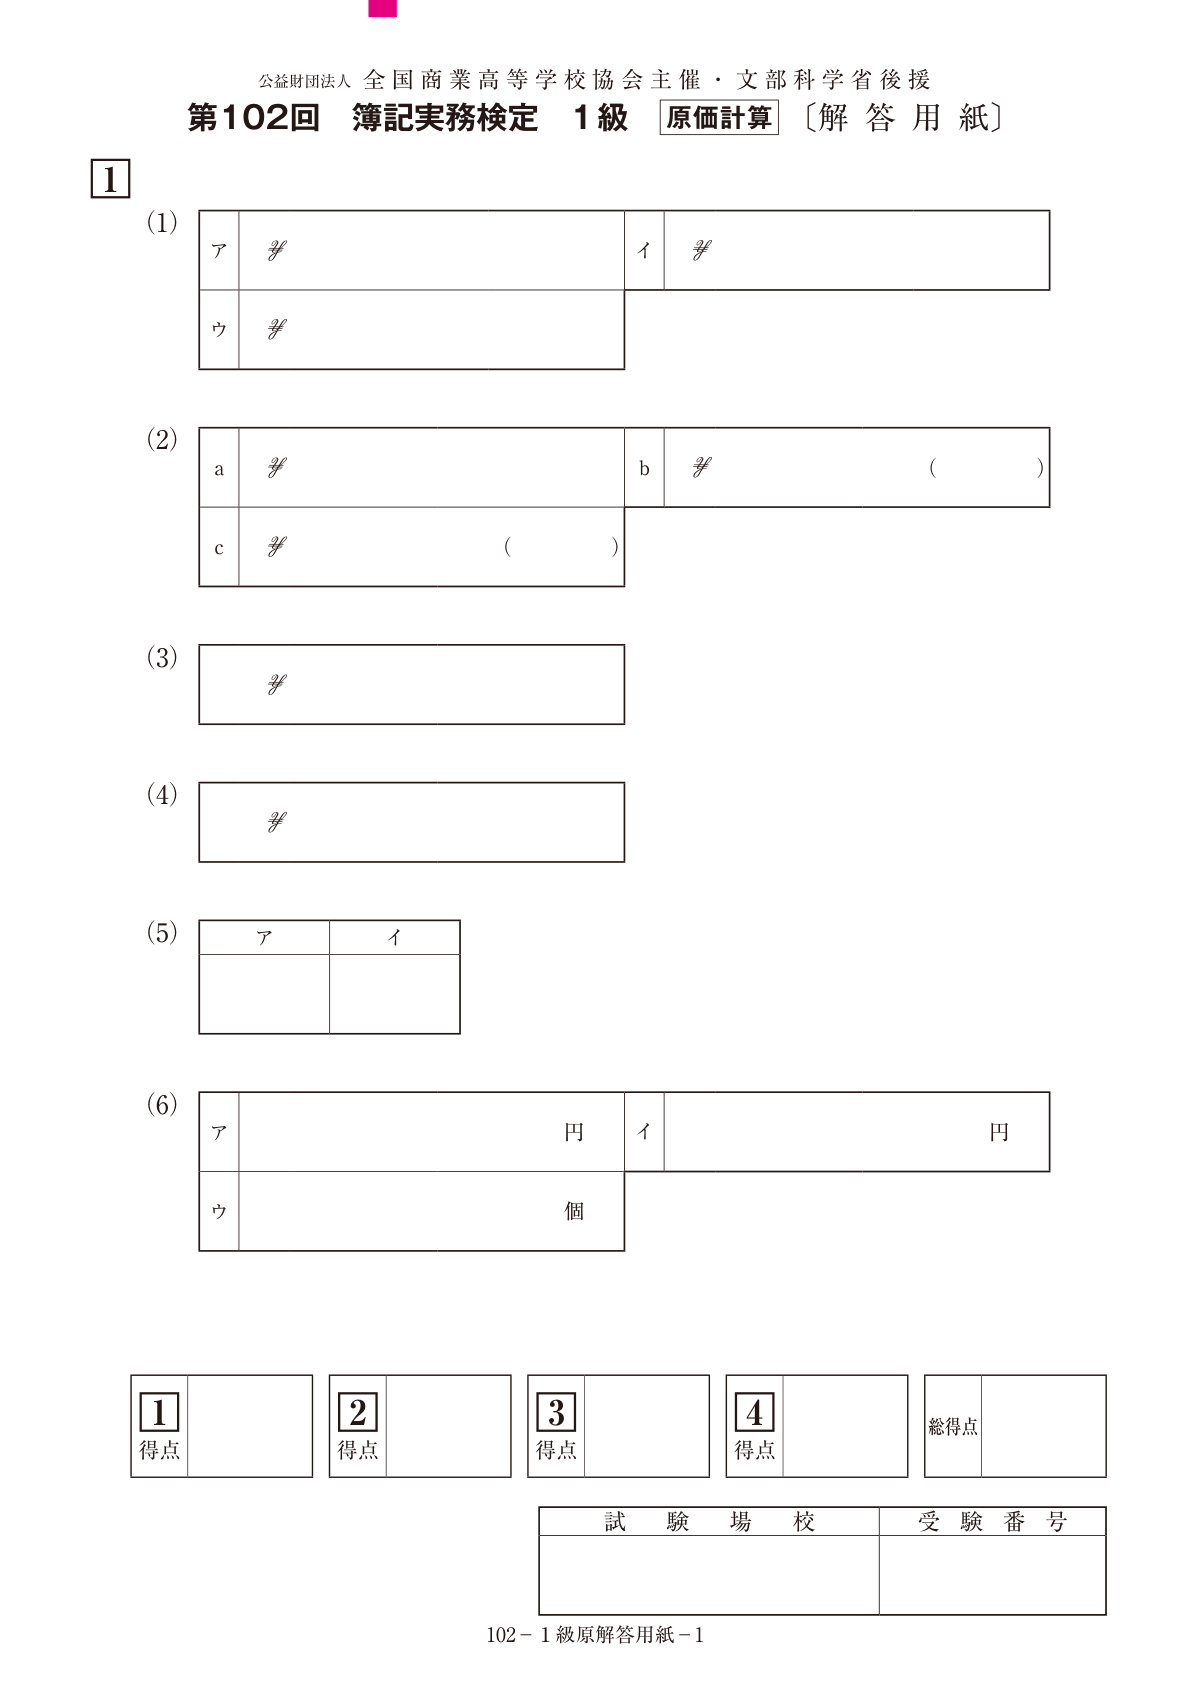 公益財団法人 全国商業高等学校協会主催・文部科学省後援
第102回 簿記実務検定 1級 原価計算 〔解答用紙〕
1
(1)
ア ¥ イ ¥
ウ ¥
(2)
a ¥ b ¥ ( )
c ¥ ( )
(3)
¥
(4)
¥
(5)
ア イ
(6)
ア 円 イ 円
ウ 個
1 得点 2 得点 3 得点 4 得点 総得点
試験場校 受験番号
102−1級原解答用紙−1